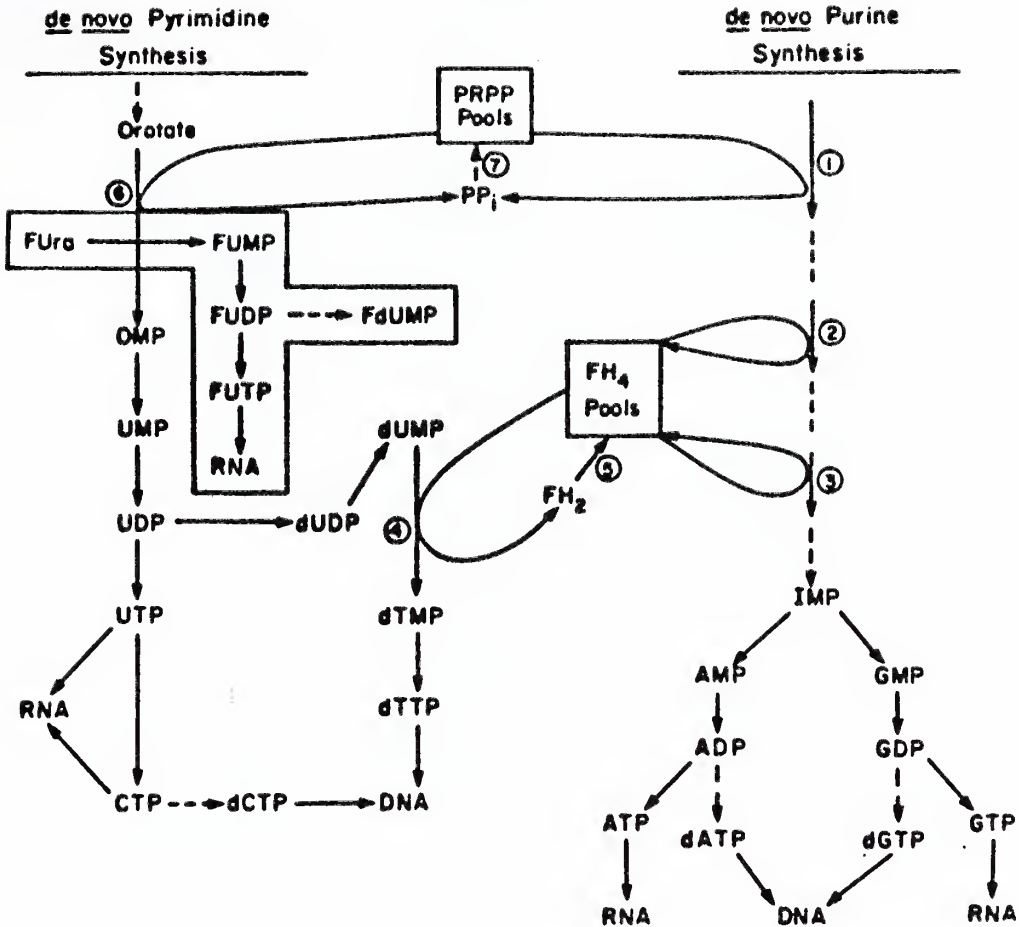 de novo Pyrimidine
Synthesis
de novo Purine
Synthesis
PRPP
Pools
Orotate
⑦
①
⑥
PPi
FUra
FUMP
FUDP
FdUMP
②
OMP
FH4
Pools
FUTP
UMP
dUMP
RNA
⑤
③
FH2
UDP
dUDP
④
IMP
UTP
dTMP
AMP
GMP
RNA
dTTP
ADP
GDP
CTP
dCTP
DNA
ATP
dATP
dGTP
GTP
RNA
DNA
RNA